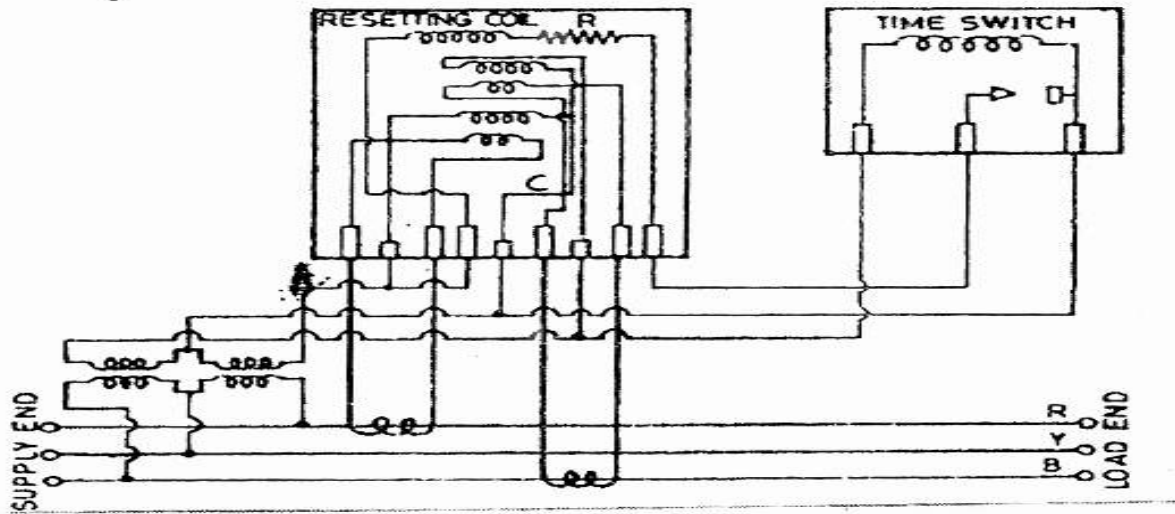 RESETTING COIL R
TIME SWITCH
C
SUPPLY END
R
Y
B
LOAD END